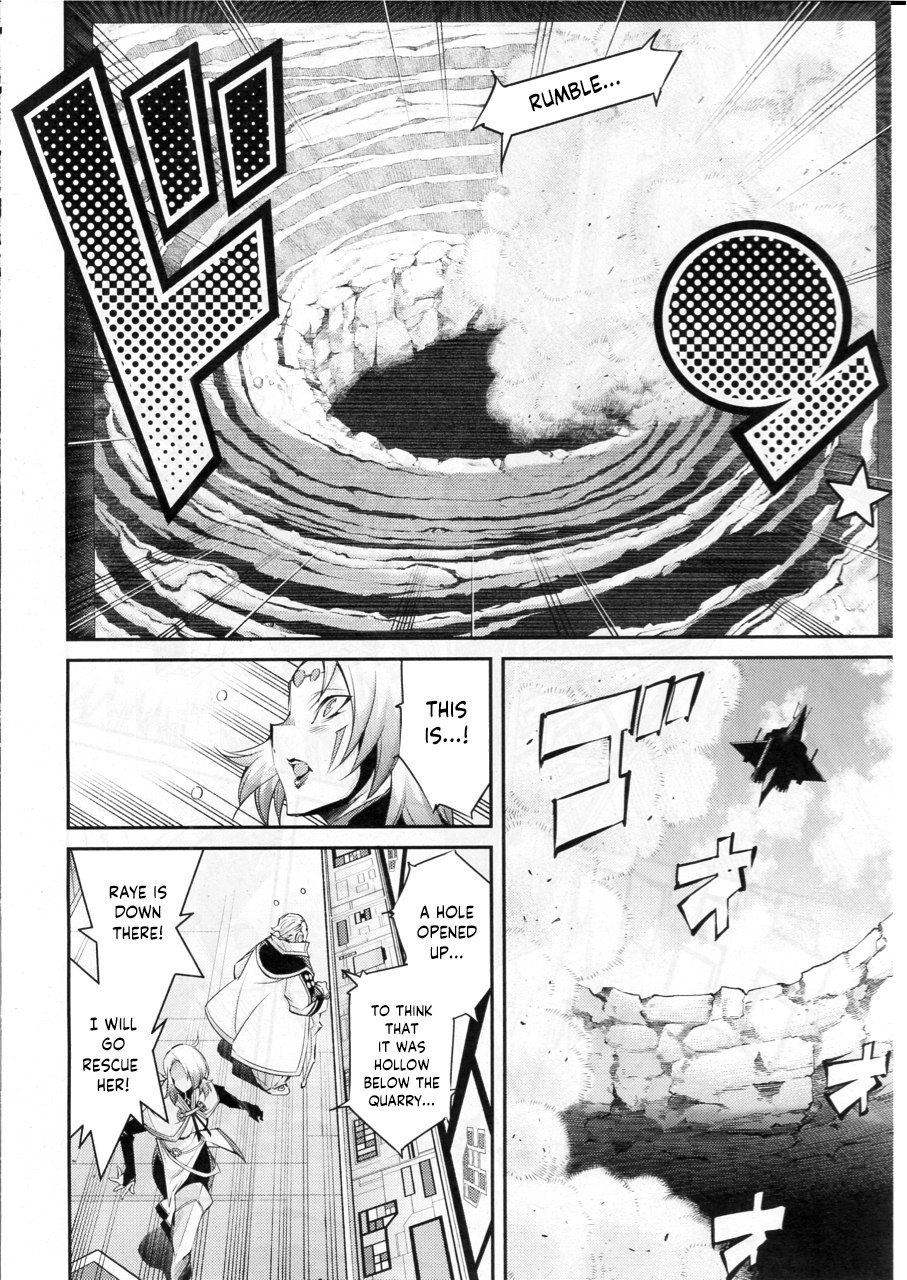 RUMBLE...
ド
ゴ
オ
オ
オ
THIS
IS...!
A HOLE
OPENED
UP...
TO THINK
THAT
IT WAS
HOLLOW
BELOW THE
QUARRY...
RAYE IS
DOWN
THERE!
I WILL
GO
RESCUE
HER!